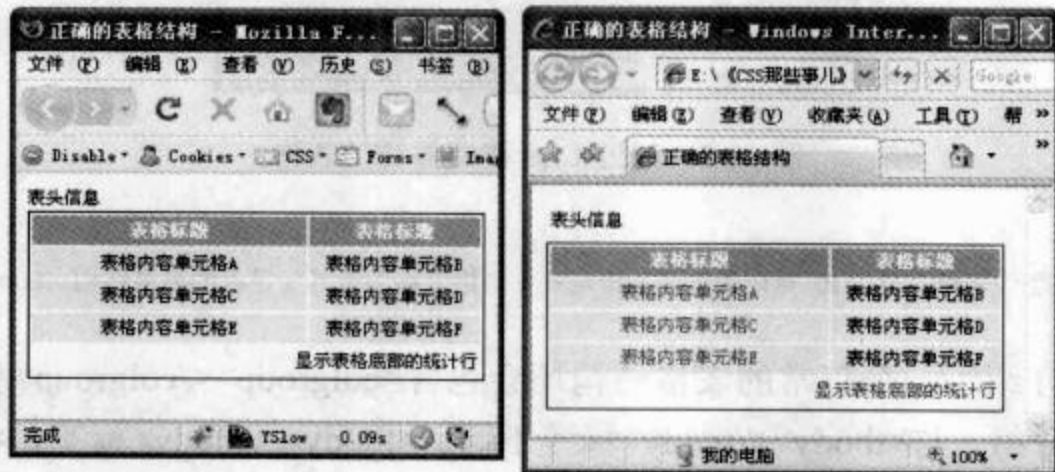 正确的表格结构 - Mozilla F...
文件(F) 编辑(E) 查看(V) 历史(S) 书签(B)
Disable Cookies CSS Forms Imag
表头信息
表格标题 表格标题
表格内容单元格A 表格内容单元格B
表格内容单元格C 表格内容单元格D
表格内容单元格E 表格内容单元格F
显示表格底部的统计行
完成 YSlow 0.09s
正确的表格结构 - Windows Inter...
E:\《CSS那些事儿》 Google
文件(F) 编辑(E) 查看(V) 收藏夹(A) 工具(T) 帮 »
正确的表格结构 »
表头信息
表格标题 表格标题
表格内容单元格A 表格内容单元格B
表格内容单元格C 表格内容单元格D
表格内容单元格E 表格内容单元格F
显示表格底部的统计行
我的电脑 100%